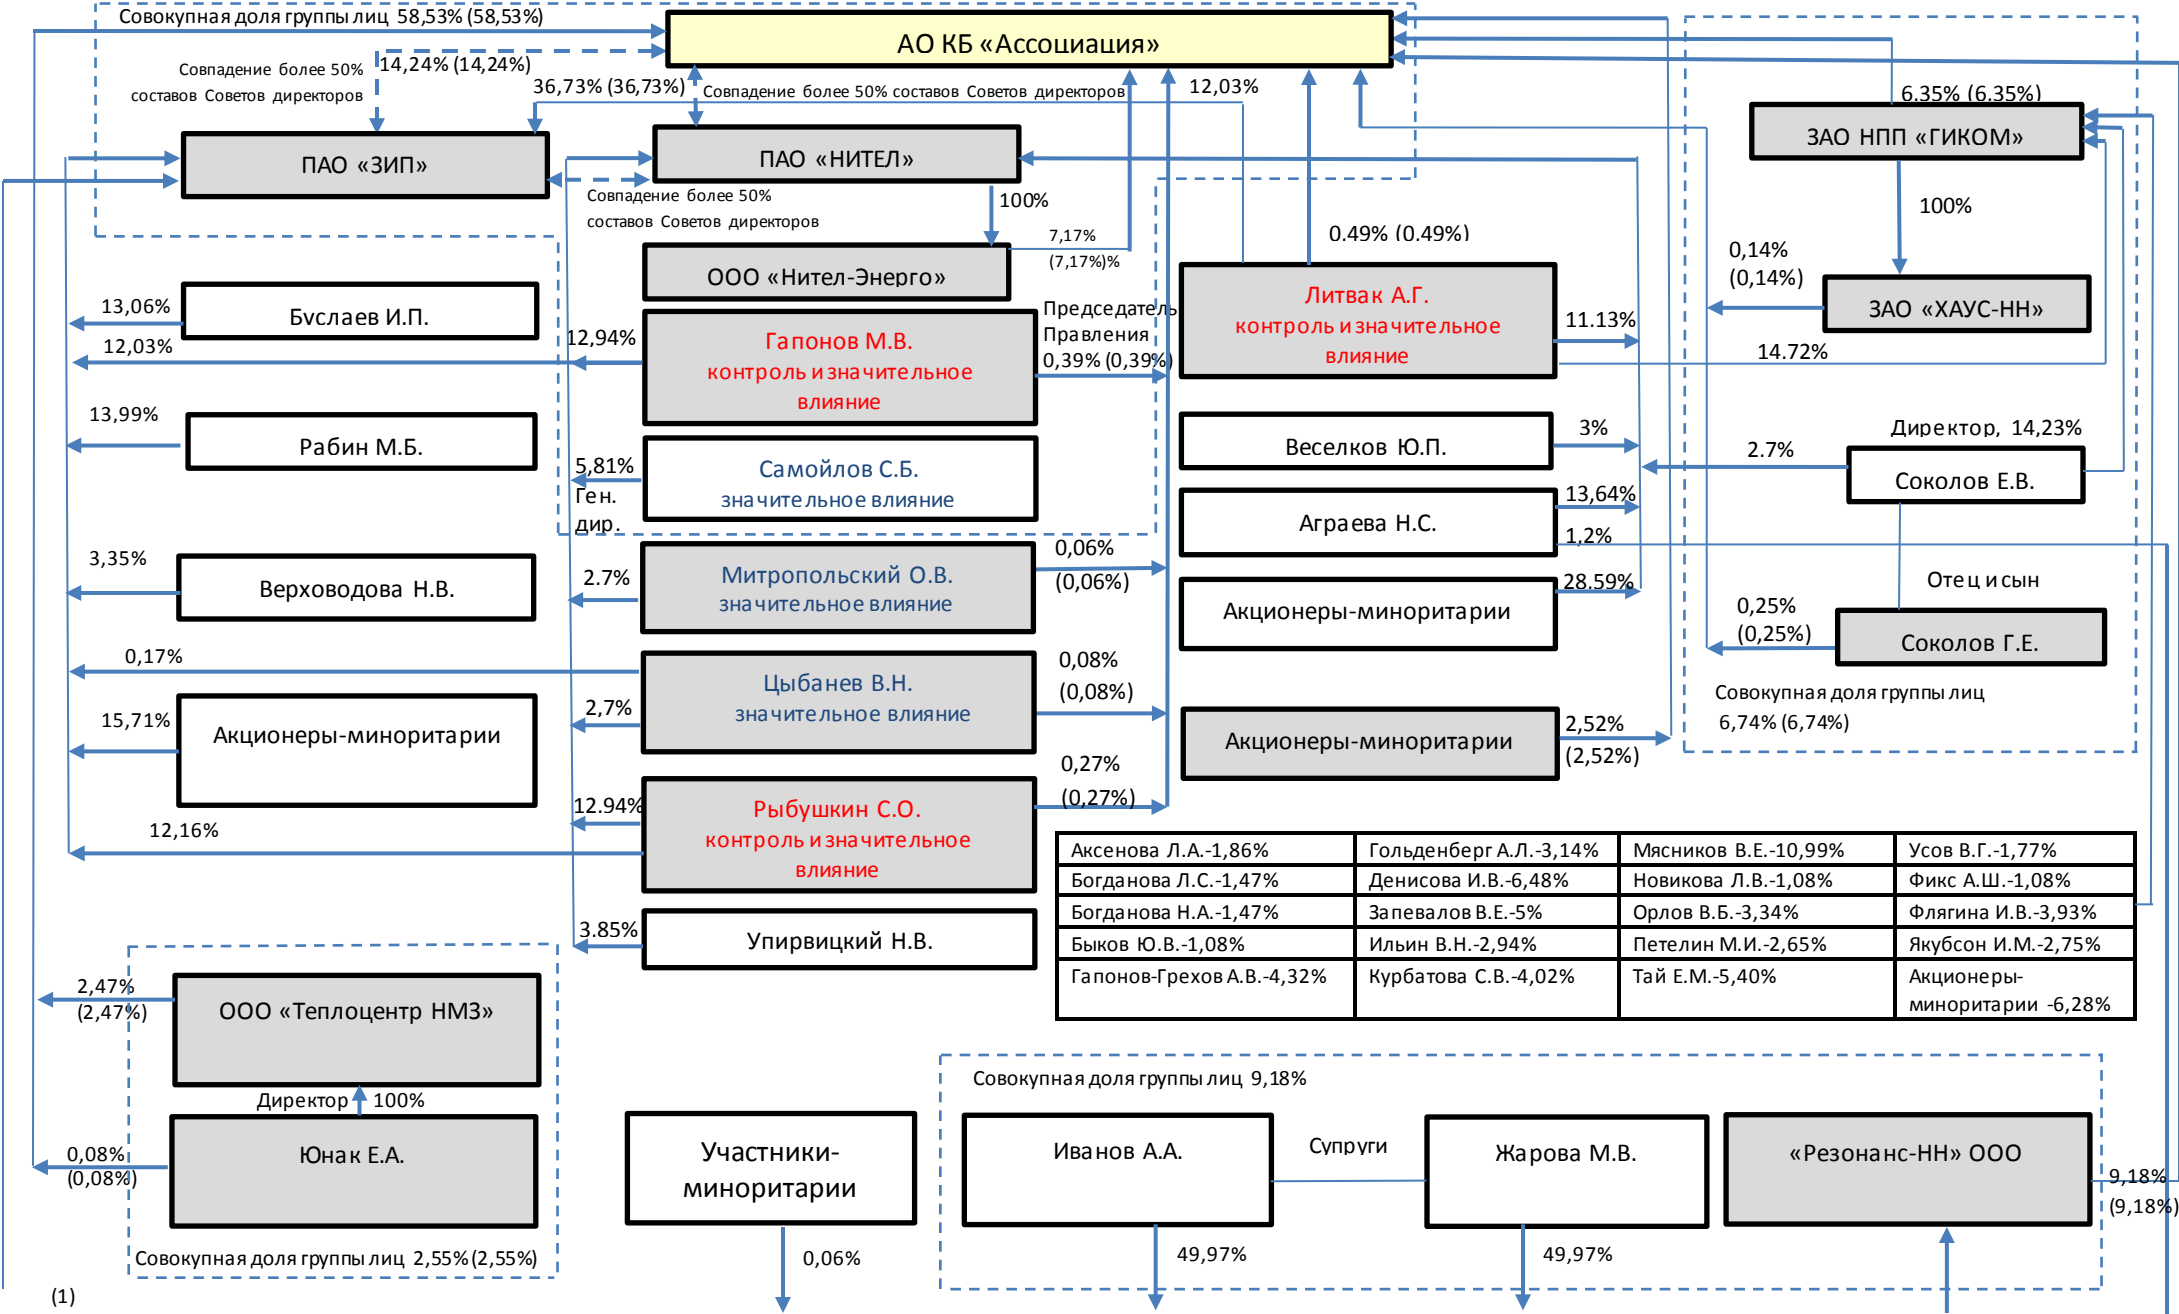 Совокупная доля группы лиц 58,53% (58,53%)
АО КБ «Ассоциация»
14,24% (14,24%)
Совпадение более 50%
составов Советов директоров
36,73% (36,73%)
Совпадение более 50% составов Советов директоров
12,03%
6.35% (6.35%)
ПАО «ЗИП»
ПАО «НИТЕЛ»
ЗАО НПП «ГИКОМ»
Совпадение более 50%
составов Советов директоров
100%
100%
7,17%
(7,17%)%
0.49% (0.49%)
0,14%
(0,14%)
ООО «Нител-Энерго»
ЗАО «ХАУС-НН»
13,06%
Буслаев И.П.
12,03%
12,94%
Гапонов М.В.
контроль и значительное
влияние
Председатель
Правления
0,39% (0,39%)
Литвак А.Г.
контроль и значительное
влияние
11.13%
14.72%
13,99%
Рабин М.Б.
5,81%
Ген.
дир.
Самойлов С.Б.
значительное влияние
Веселков Ю.П.
3%
2.7%
Директор, 14,23%
Соколов Е.В.
Аграева Н.С.
13,64%
1,2%
3,35%
Верховодова Н.В.
2.7%
Митропольский О.В.
значительное влияние
0,06%
(0,06%)
Акционеры-миноритарии
28.59%
Отец и сын
0,25%
(0,25%)
Соколов Г.Е.
0,17%
Цыбанев В.Н.
значительное влияние
2,7%
0,08%
(0,08%)
Совокупная доля группы лиц
6,74% (6,74%)
15,71%
Акционеры-миноритарии
Акционеры-миноритарии
2,52%
(2,52%)
12.94%
Рыбушкин С.О.
контроль и значительное
влияние
0,27%
(0,27%)
12,16%
3.85%
Упирвицкий Н.В.
Аксенова Л.А.-1,86%
Гольденберг А.Л.-3,14%
Мясников В.Е.-10,99%
Усов В.Г.-1,77%
Богданова Л.С.-1,47%
Денисова И.В.-6,48%
Новикова Л.В.-1,08%
Фикс А.Ш.-1,08%
Богданова Н.А.-1,47%
Запевалов В.Е.-5%
Орлов В.Б.-3,34%
Флягина И.В.-3,93%
Быков Ю.В.-1,08%
Ильин В.Н.-2,94%
Петелин М.И.-2,65%
Якубсон И.М.-2,75%
Гапонов-Грехов А.В.-4,32%
Курбатова С.В.-4,02%
Тай Е.М.-5,40%
Акционеры-
миноритарии -6,28%
2,47%
(2,47%)
ООО «Теплоцентр НМЗ»
Директор
100%
Юнак Е.А.
0,08%
(0,08%)
Совокупная доля группы лиц 2,55% (2,55%)
(1)
Участники-
миноритарии
0,06%
Совокупная доля группы лиц 9,18%
Иванов А.А.
Супруги
Жарова М.В.
«Резонанс-НН» ООО
9,18%
(9,18%)
49,97%
49,97%